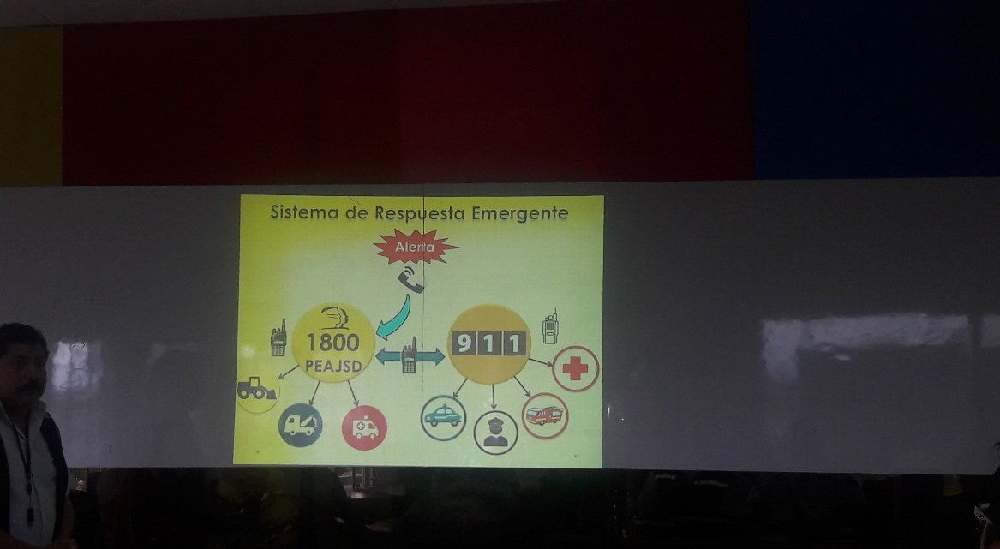 Sistema de Respuesta Emergente
Alerta
1800
PEAJSD
911